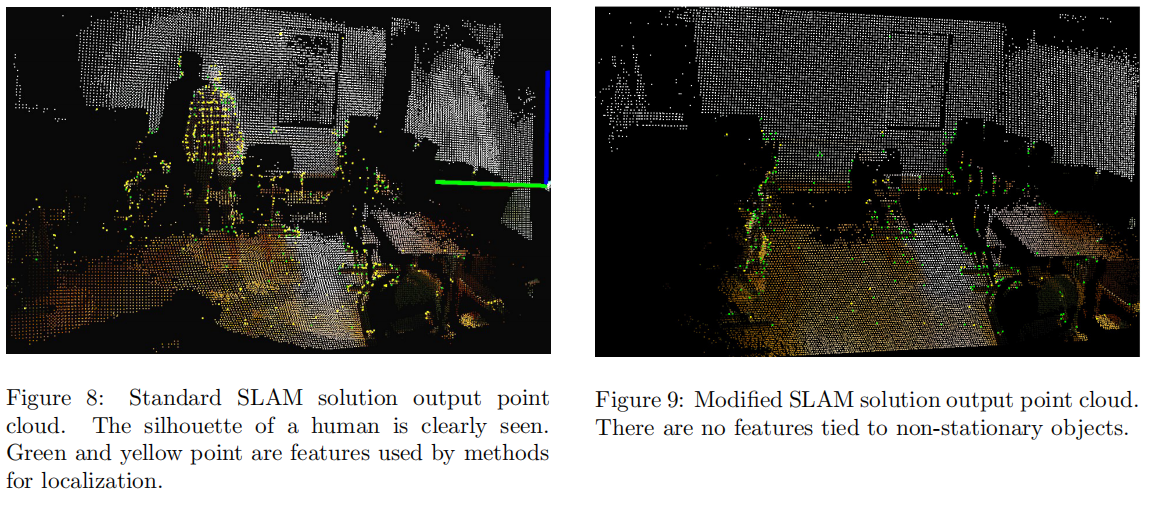 Figure 8: Standard SLAM solution output point
cloud. The silhouette of a human is clearly seen.
Green and yellow point are features used by methods
for localization.
Figure 9: Modified SLAM solution output point cloud.
There are no features tied to non-stationary objects.